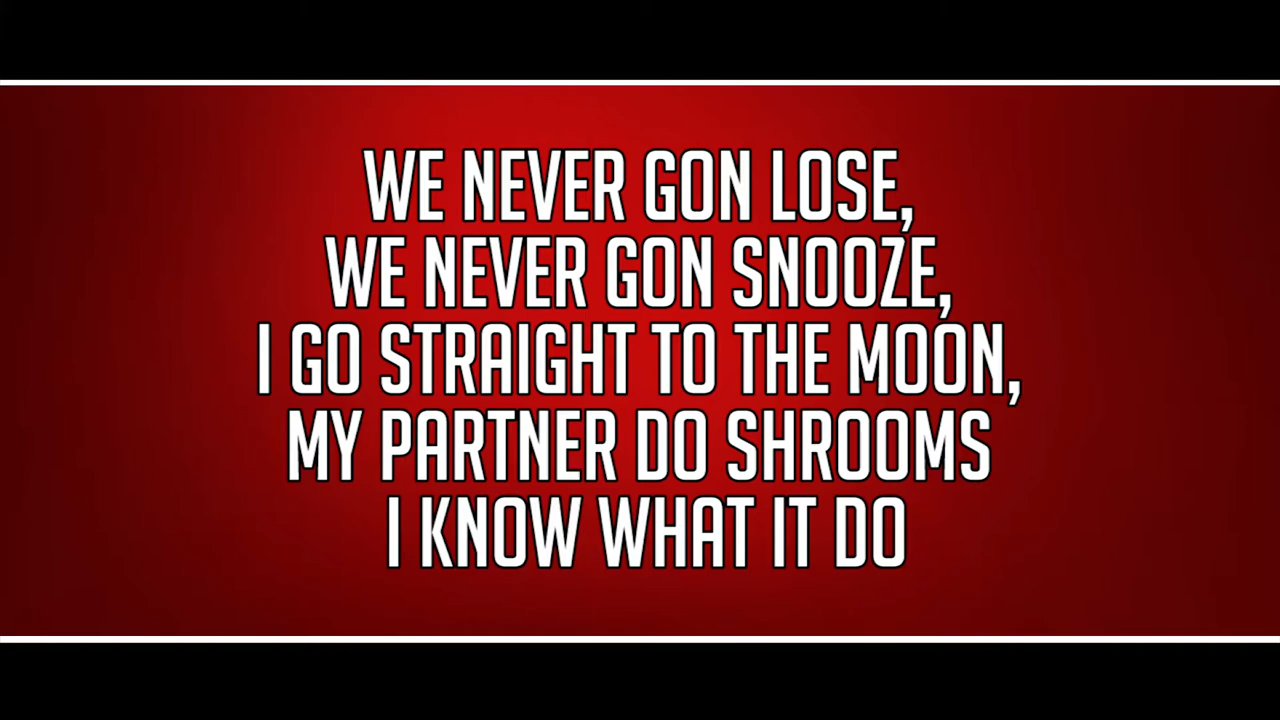 WE NEVER GON LOSE,
WE NEVER GON SNOOZE,
I GO STRAIGHT TO THE MOON,
MY PARTNER DO SHROOMS
I KNOW WHAT IT DO